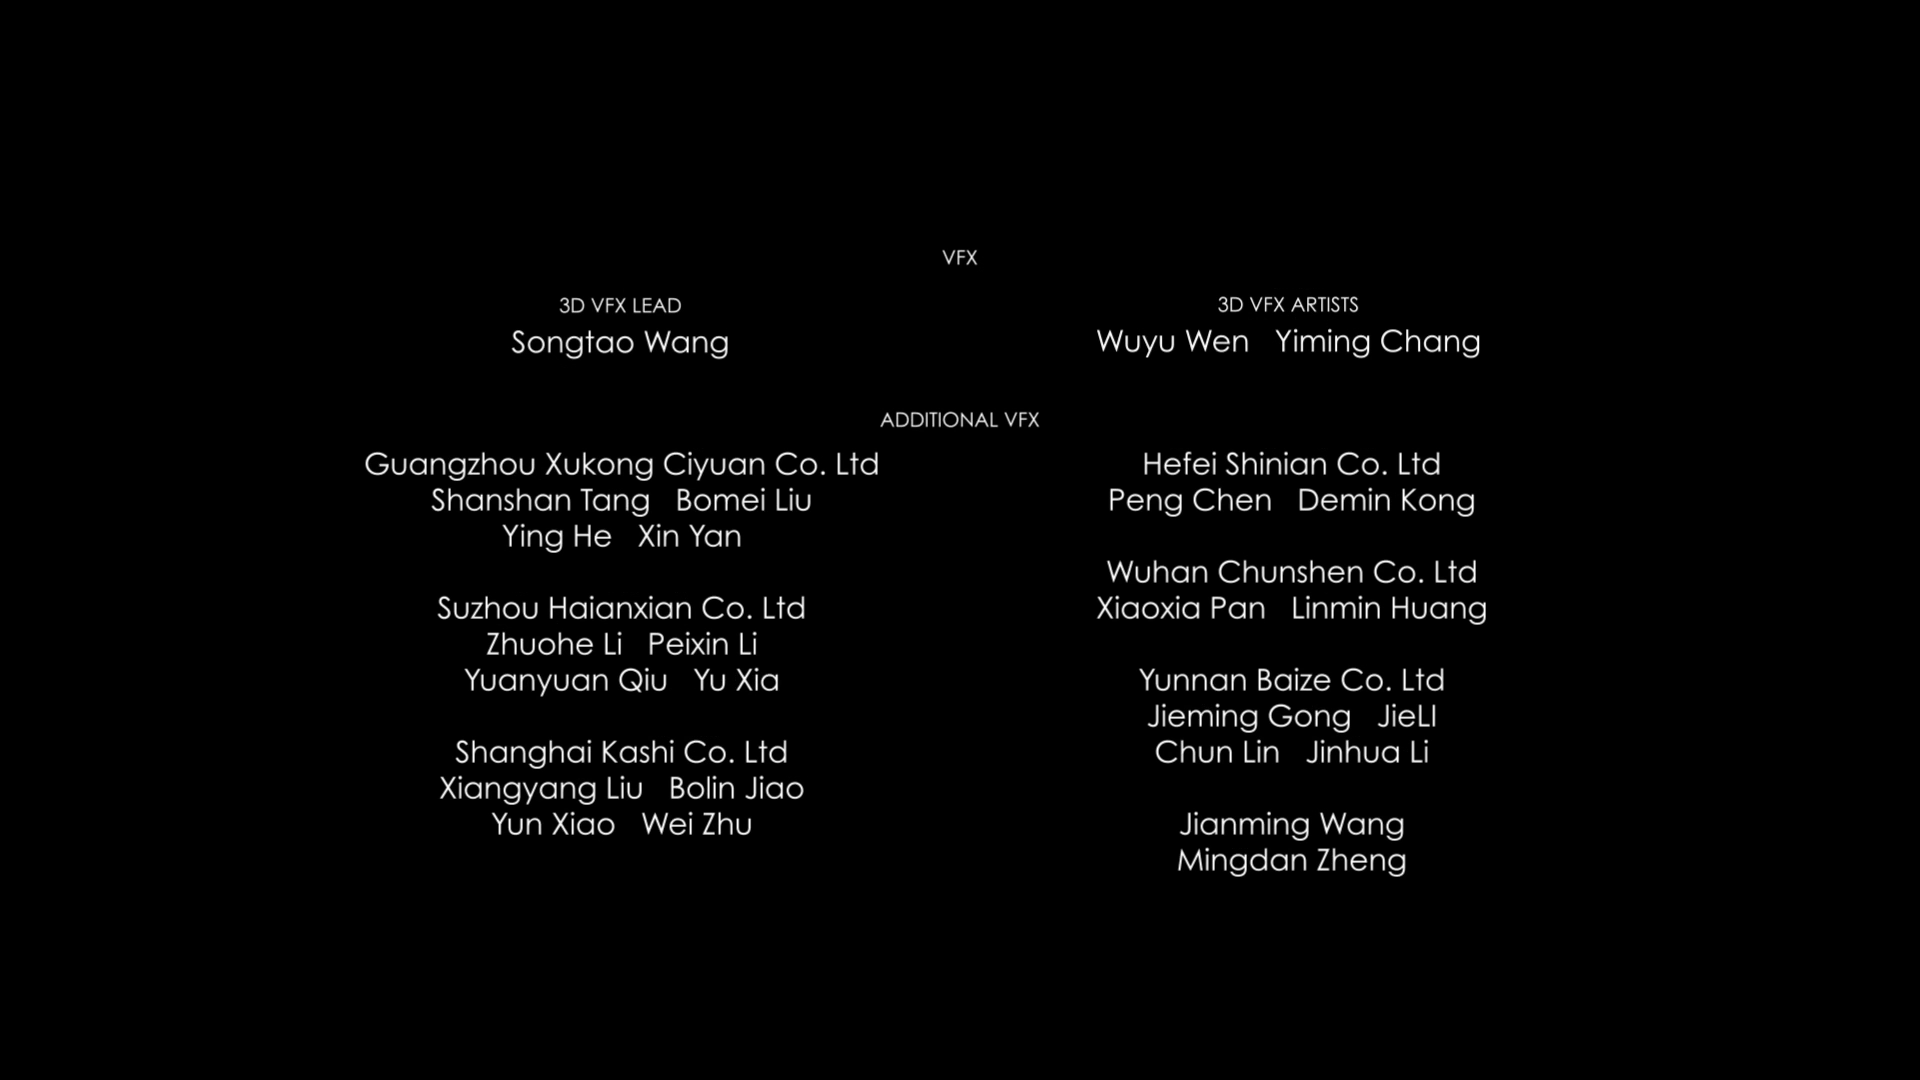 VFX
3D VFX LEAD
Songtao Wang
3D VFX ARTISTS
Wuyu Wen   Yiming Chang
ADDITIONAL VFX
Guangzhou Xukong Ciyuan Co. Ltd
Shanshan Tang   Bomei Liu
Ying He   Xin Yan
Suzhou Haianxian Co. Ltd
Zhuohe Li   Peixin Li
Yuanyuan Qiu   Yu Xia
Shanghai Kashi Co. Ltd
Xiangyang Liu   Bolin Jiao
Yun Xiao   Wei Zhu
Hefei Shinian Co. Ltd
Peng Chen   Demin Kong
Wuhan Chunshen Co. Ltd
Xiaoxia Pan   Linmin Huang
Yunnan Baize Co. Ltd
Jieming Gong   JieLI
Chun Lin   Jinhua Li
Jianming Wang
Mingdan Zheng